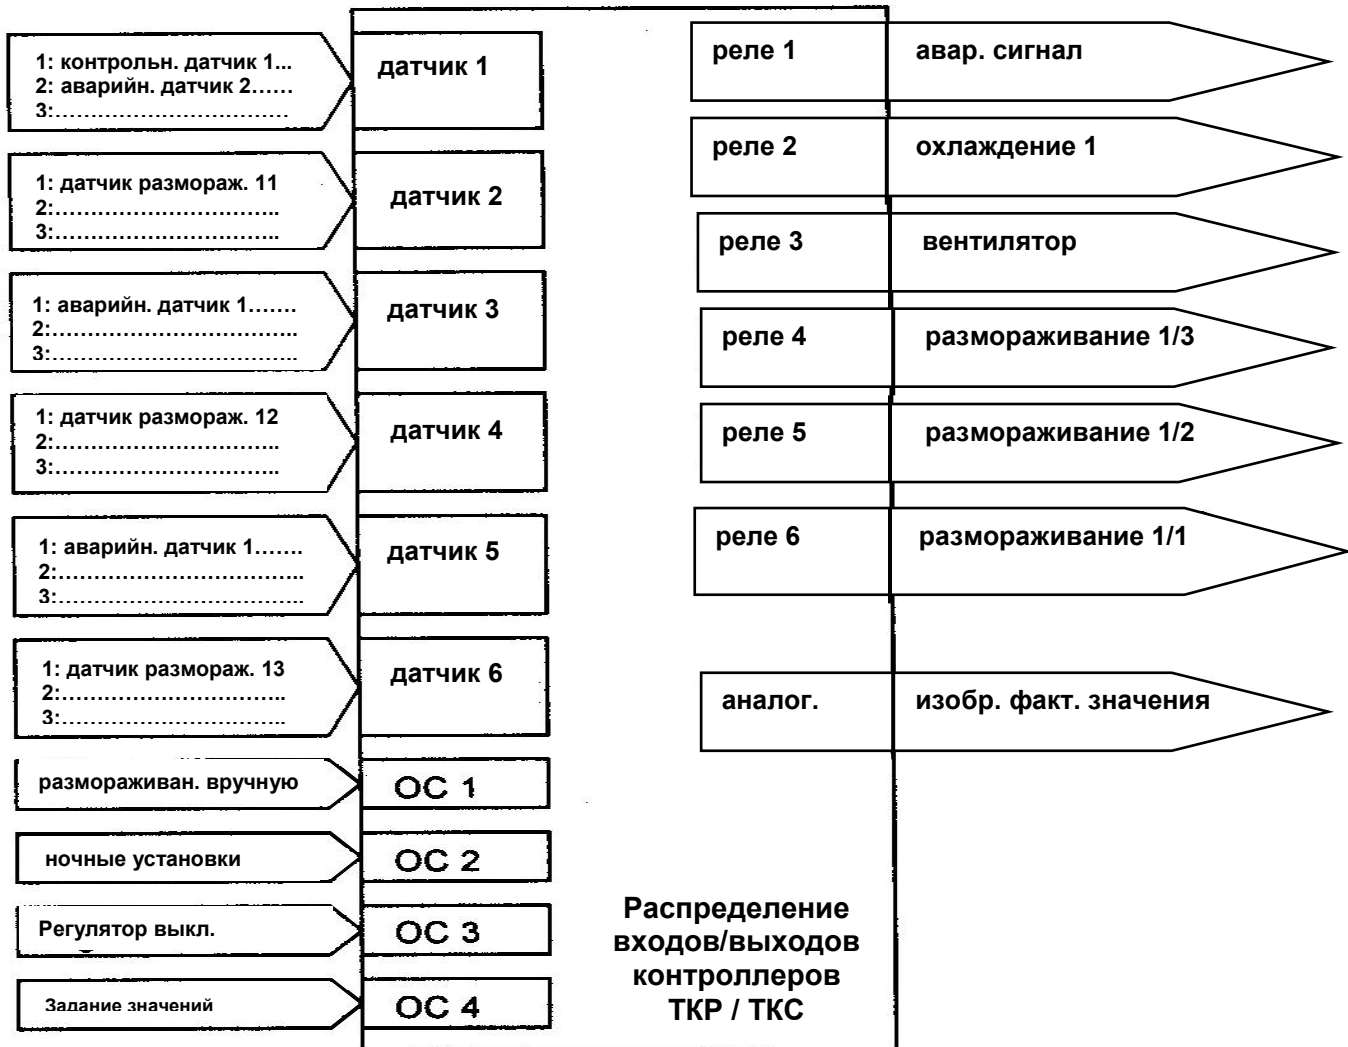 1: контрольн. датчик 1...
2: аварийн. датчик 2……
3:…………………………
датчик 1
1: датчик размораж. 11
2:…………………………..
3:…………………………..
датчик 2
1: аварийн. датчик 1…….
2:…………………………..
3:…………………………..
датчик 3
1: датчик размораж. 12
2:…………………………..
3:…………………………..
датчик 4
1: аварийн. датчик 1…….
2:…………………………..
3:…………………………..
датчик 5
1: датчик размораж. 13
2:…………………………..
3:…………………………..
датчик 6
размораживан. вручную
ОС 1
ночные установки
ОС 2
Регулятор выкл.
ОС 3
Задание значений
ОС 4
реле 1
авар. сигнал
реле 2
охлаждение 1
реле 3
вентилятор
реле 4
размораживание 1/3
реле 5
размораживание 1/2
реле 6
размораживание 1/1
аналог.
изобр. факт. значения
Распределение
входов/выходов
контроллеров
ТКР / ТКС